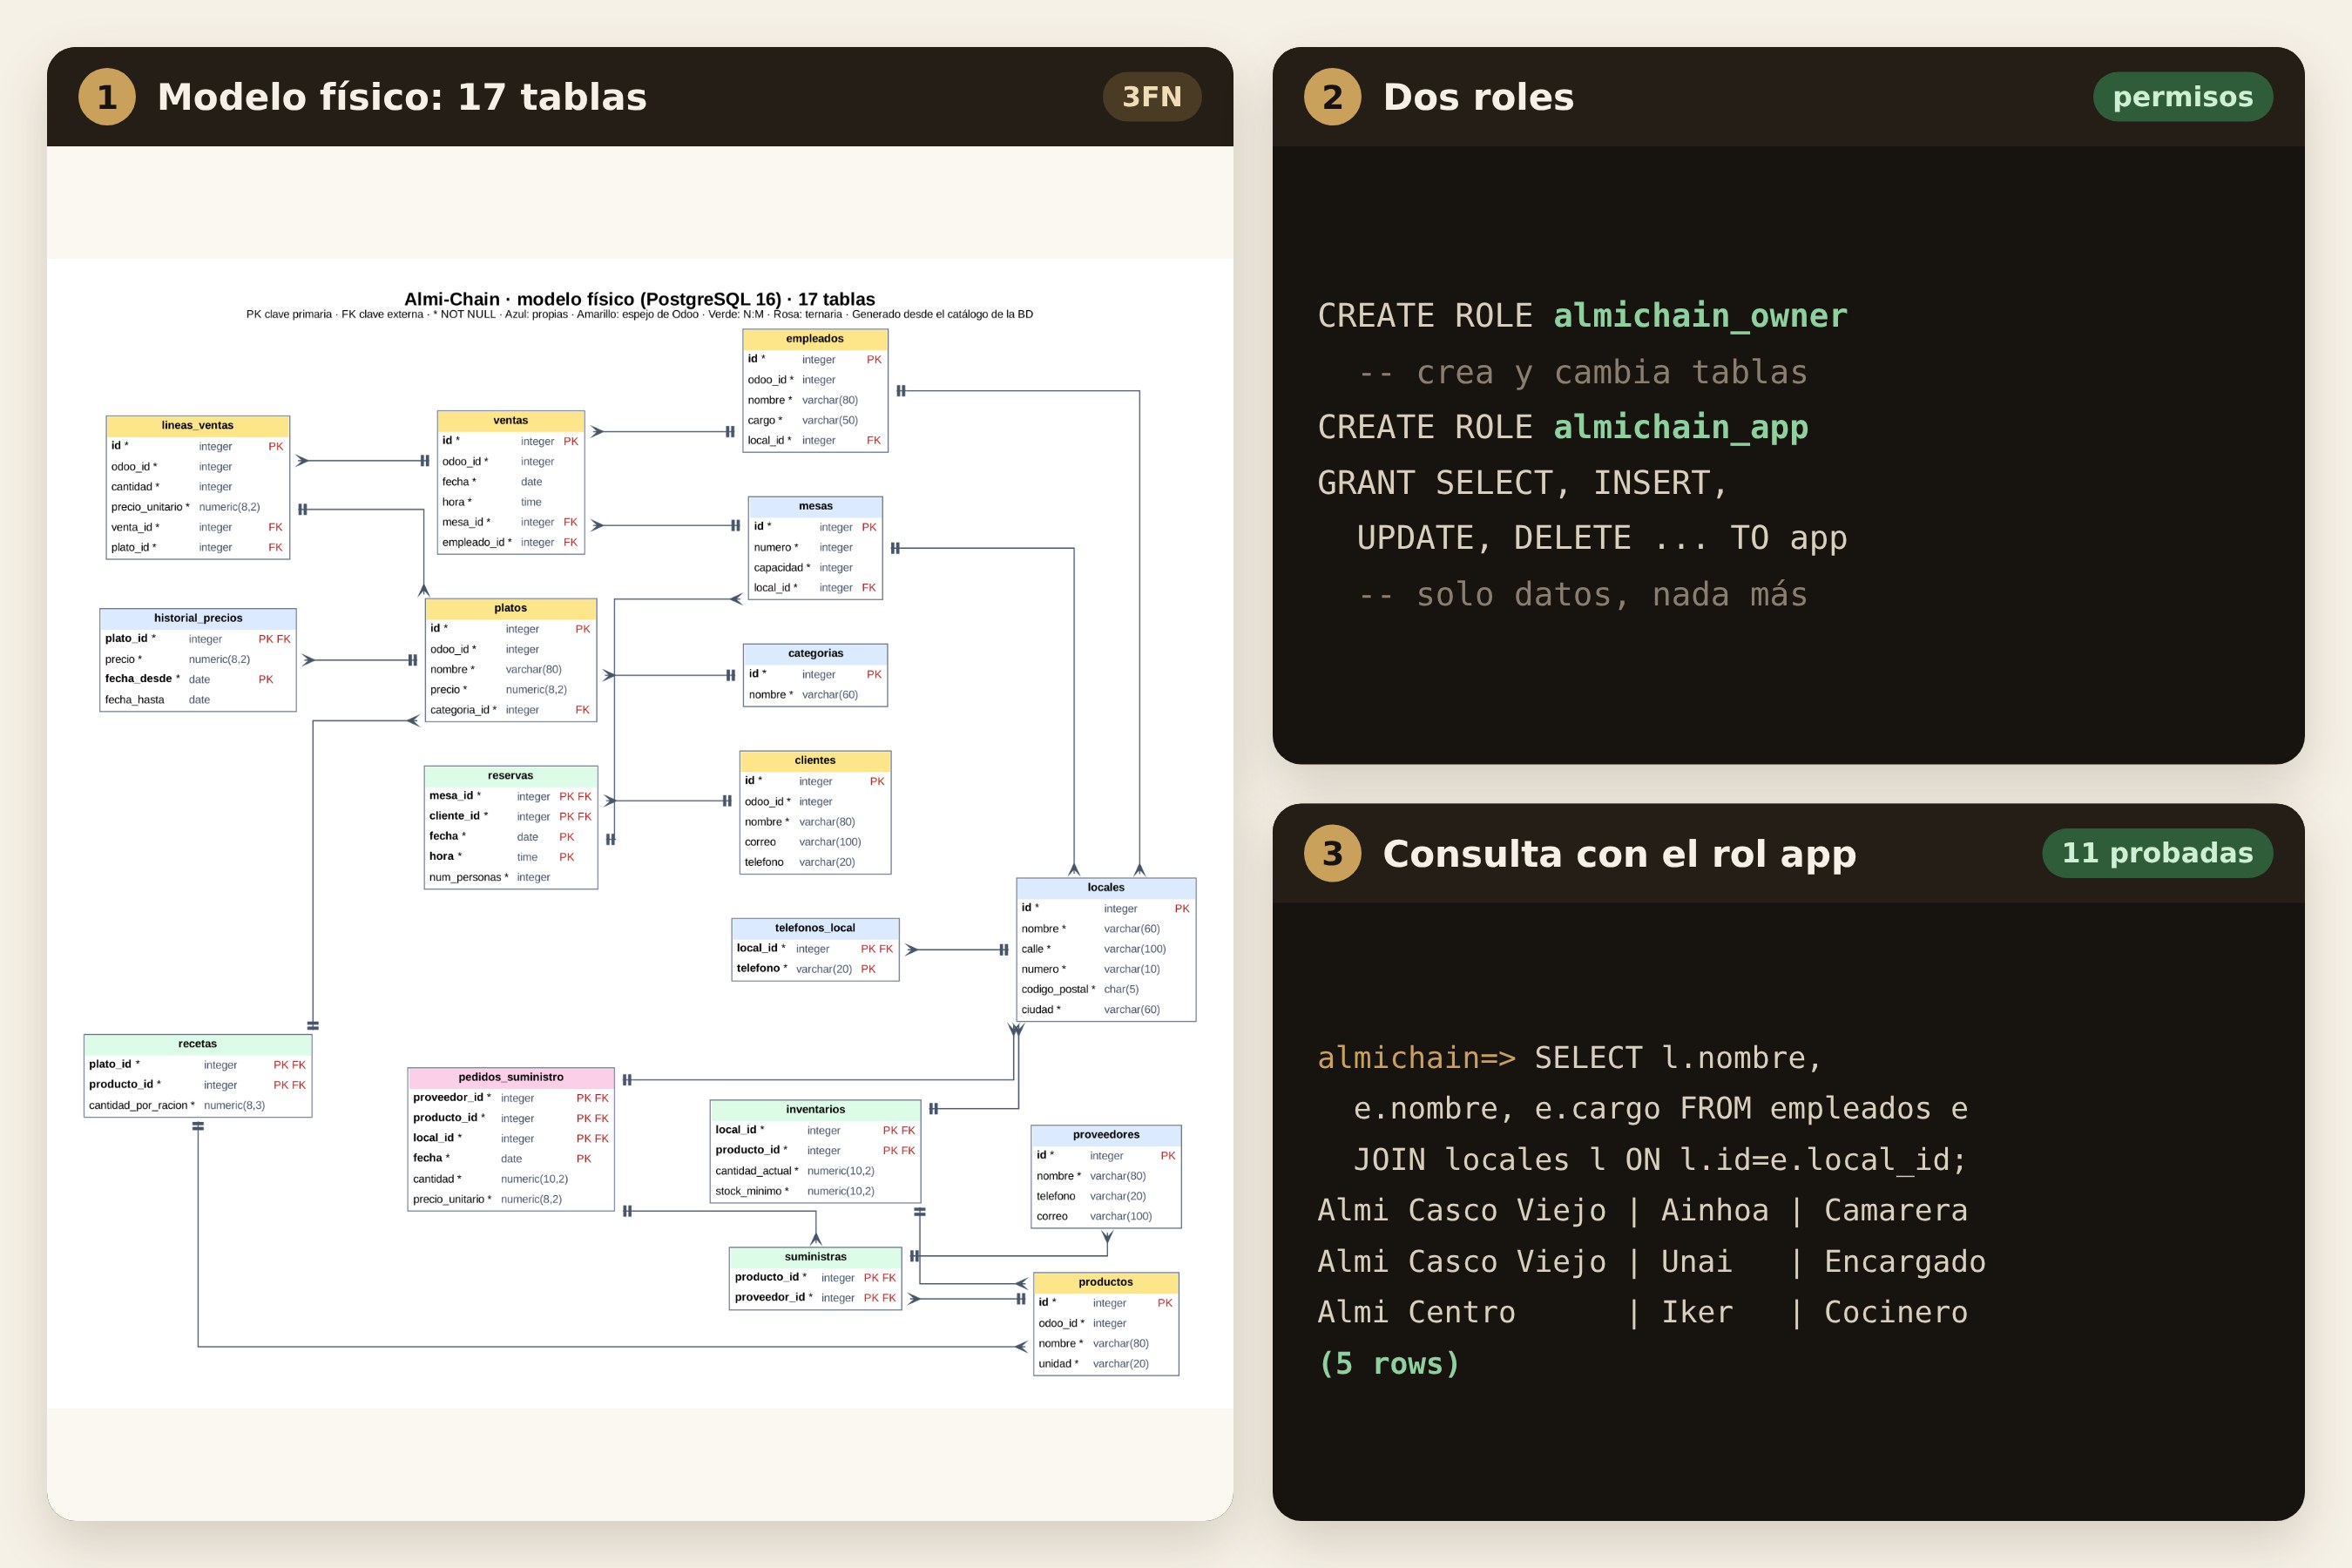 1 Modelo físico: 17 tablas 3FN
Almi-Chain · modelo físico (PostgreSQL 16) · 17 tablas
PK clave primaria · FK clave externa · * NOT NULL · Azul: propias · Amarillo: espejo de Odoo · Verde: N:M · Rosa: ternaria · Generado desde el catálogo de la BD
empleados
id * integer PK
odoo_id * integer
nombre * varchar(80)
cargo * varchar(50)
local_id * integer FK
lineas_ventas
id * integer PK
odoo_id * integer
cantidad * integer
precio_unitario * numeric(8,2)
venta_id * integer FK
plato_id * integer FK
ventas
id * integer PK
odoo_id * integer
fecha * date
hora * time
mesa_id * integer FK
empleado_id * integer FK
mesas
id * integer PK
numero * integer
capacidad * integer
local_id * integer FK
historial_precios
plato_id * integer PK FK
precio * numeric(8,2)
fecha_desde * date PK
fecha_hasta date
platos
id * integer PK
odoo_id * integer
nombre * varchar(80)
precio * numeric(8,2)
categoria_id * integer FK
categorias
id * integer PK
nombre * varchar(60)
reservas
mesa_id * integer PK FK
cliente_id * integer PK FK
fecha * date PK
hora * time PK
num_personas * integer
clientes
id * integer PK
odoo_id * integer
nombre * varchar(80)
correo varchar(100)
telefono varchar(20)
telefonos_local
local_id * integer PK FK
telefono * varchar(20) PK
locales
id * integer PK
nombre * varchar(60)
calle * varchar(100)
numero * varchar(10)
codigo_postal * char(5)
ciudad * varchar(60)
recetas
plato_id * integer PK FK
producto_id * integer PK FK
cantidad_por_racion * numeric(8,3)
pedidos_suministro
proveedor_id * integer PK FK
producto_id * integer PK FK
local_id * integer PK FK
fecha * date PK
cantidad * numeric(10,2)
precio_unitario * numeric(8,2)
inventarios
local_id * integer PK FK
producto_id * integer PK FK
cantidad_actual * numeric(10,2)
stock_minimo * numeric(10,2)
proveedores
id * integer PK
nombre * varchar(80)
telefono varchar(20)
correo varchar(100)
suministras
producto_id * integer PK FK
proveedor_id * integer PK FK
productos
id * integer PK
odoo_id * integer
nombre * varchar(80)
unidad * varchar(20)
2 Dos roles permisos
CREATE ROLE almichain_owner
-- crea y cambia tablas
CREATE ROLE almichain_app
GRANT SELECT, INSERT,
UPDATE, DELETE ... TO app
-- solo datos, nada más
3 Consulta con el rol app 11 probadas
almichain=> SELECT l.nombre,
e.nombre, e.cargo FROM empleados e
JOIN locales l ON l.id=e.local_id;
Almi Casco Viejo | Ainhoa | Camarera
Almi Casco Viejo | Unai | Encargado
Almi Centro | Iker | Cocinero
(5 rows)